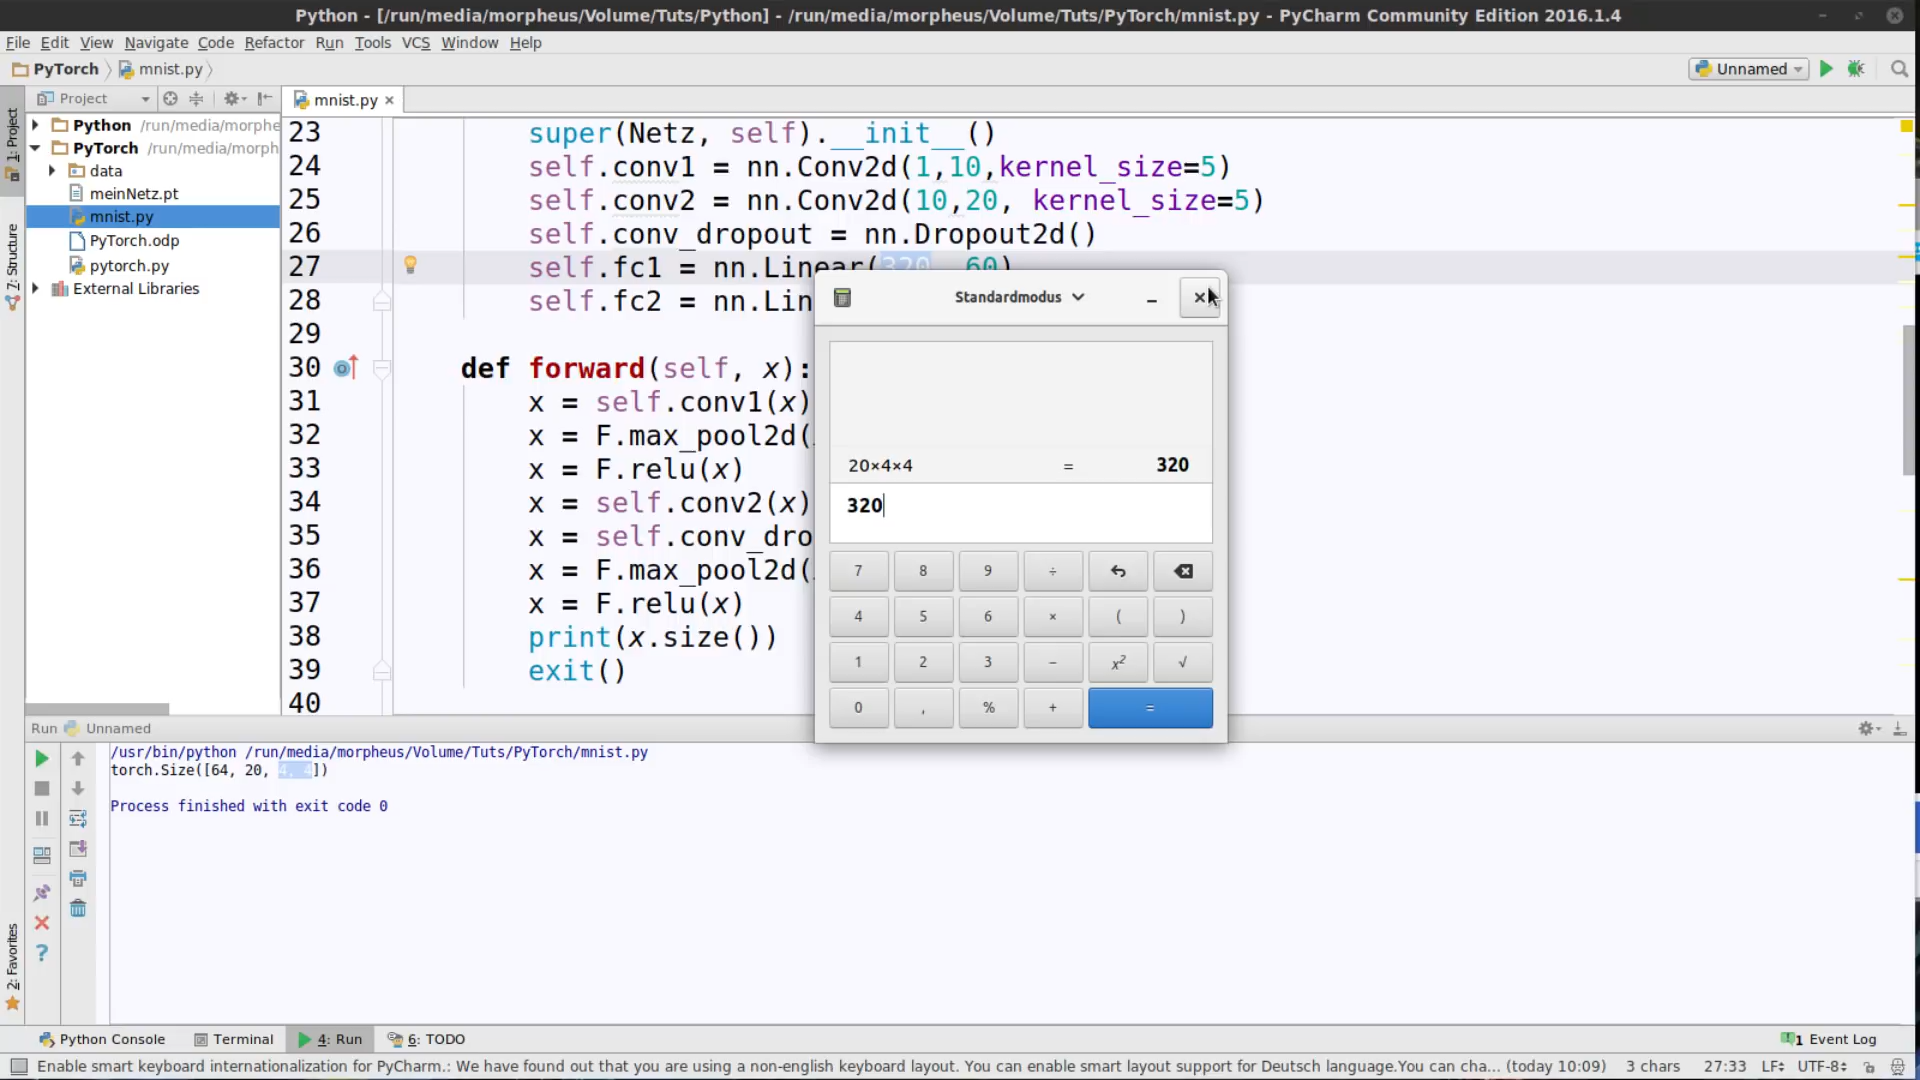 Python - [/run/media/morpheus/Volume/Tuts/Python] - /run/media/morpheus/Volume/Tuts/PyTorch/mnist.py - PyCharm Community Edition 2016.1.4
File Edit View Navigate Code Refactor Run Tools VCS Window Help
PyTorch mnist.py
Unnamed
Project
mnist.py
1: Project
7: Structure
2: Favorites
Python /run/media/morphe
PyTorch /run/media/morph
data
meinNetz.pt
mnist.py
PyTorch.odp
pytorch.py
External Libraries
23 super(Netz, self).__init__()
24 self.conv1 = nn.Conv2d(1,10,kernel_size=5)
25 self.conv2 = nn.Conv2d(10,20, kernel_size=5)
26 self.conv_dropout = nn.Dropout2d()
27 self.fc1 = nn.Linear(320, 60)
28 self.fc2 = nn.Lin
29
30 def forward(self, x):
31 x = self.conv1(x)
32 x = F.max_pool2d(
33 x = F.relu(x)
34 x = self.conv2(x)
35 x = self.conv_dro
36 x = F.max_pool2d(
37 x = F.relu(x)
38 print(x.size())
39 exit()
40
Standardmodus
20×4×4 = 320
320
7 8 9 ÷
4 5 6 × ( )
1 2 3 − x² √
0 , % + =
Run Unnamed
/usr/bin/python /run/media/morpheus/Volume/Tuts/PyTorch/mnist.py
torch.Size([64, 20, 4, 4])
Process finished with exit code 0
Python Console Terminal 4: Run 6: TODO
1 Event Log
Enable smart keyboard internationalization for PyCharm.: We have found out that you are using a non-english keyboard layout. You can enable smart layout support for Deutsch language.You can cha... (today 10:09) 3 chars 27:33 LF UTF-8